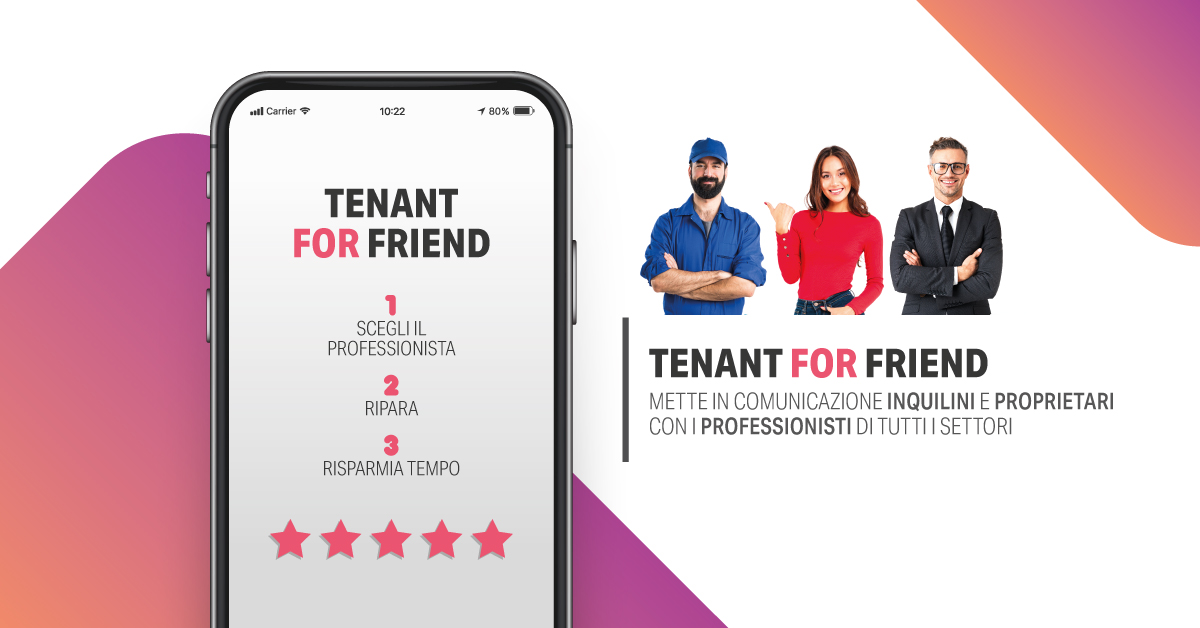 Carrier 10:22 80%
TENANT
FOR FRIEND
1
SCEGLI IL
PROFESSIONISTA
2
RIPARA
3
RISPARMIA TEMPO
TENANT FOR FRIEND
METTE IN COMUNICAZIONE INQUILINI E PROPRIETARI
CON I PROFESSIONISTI DI TUTTI I SETTORI